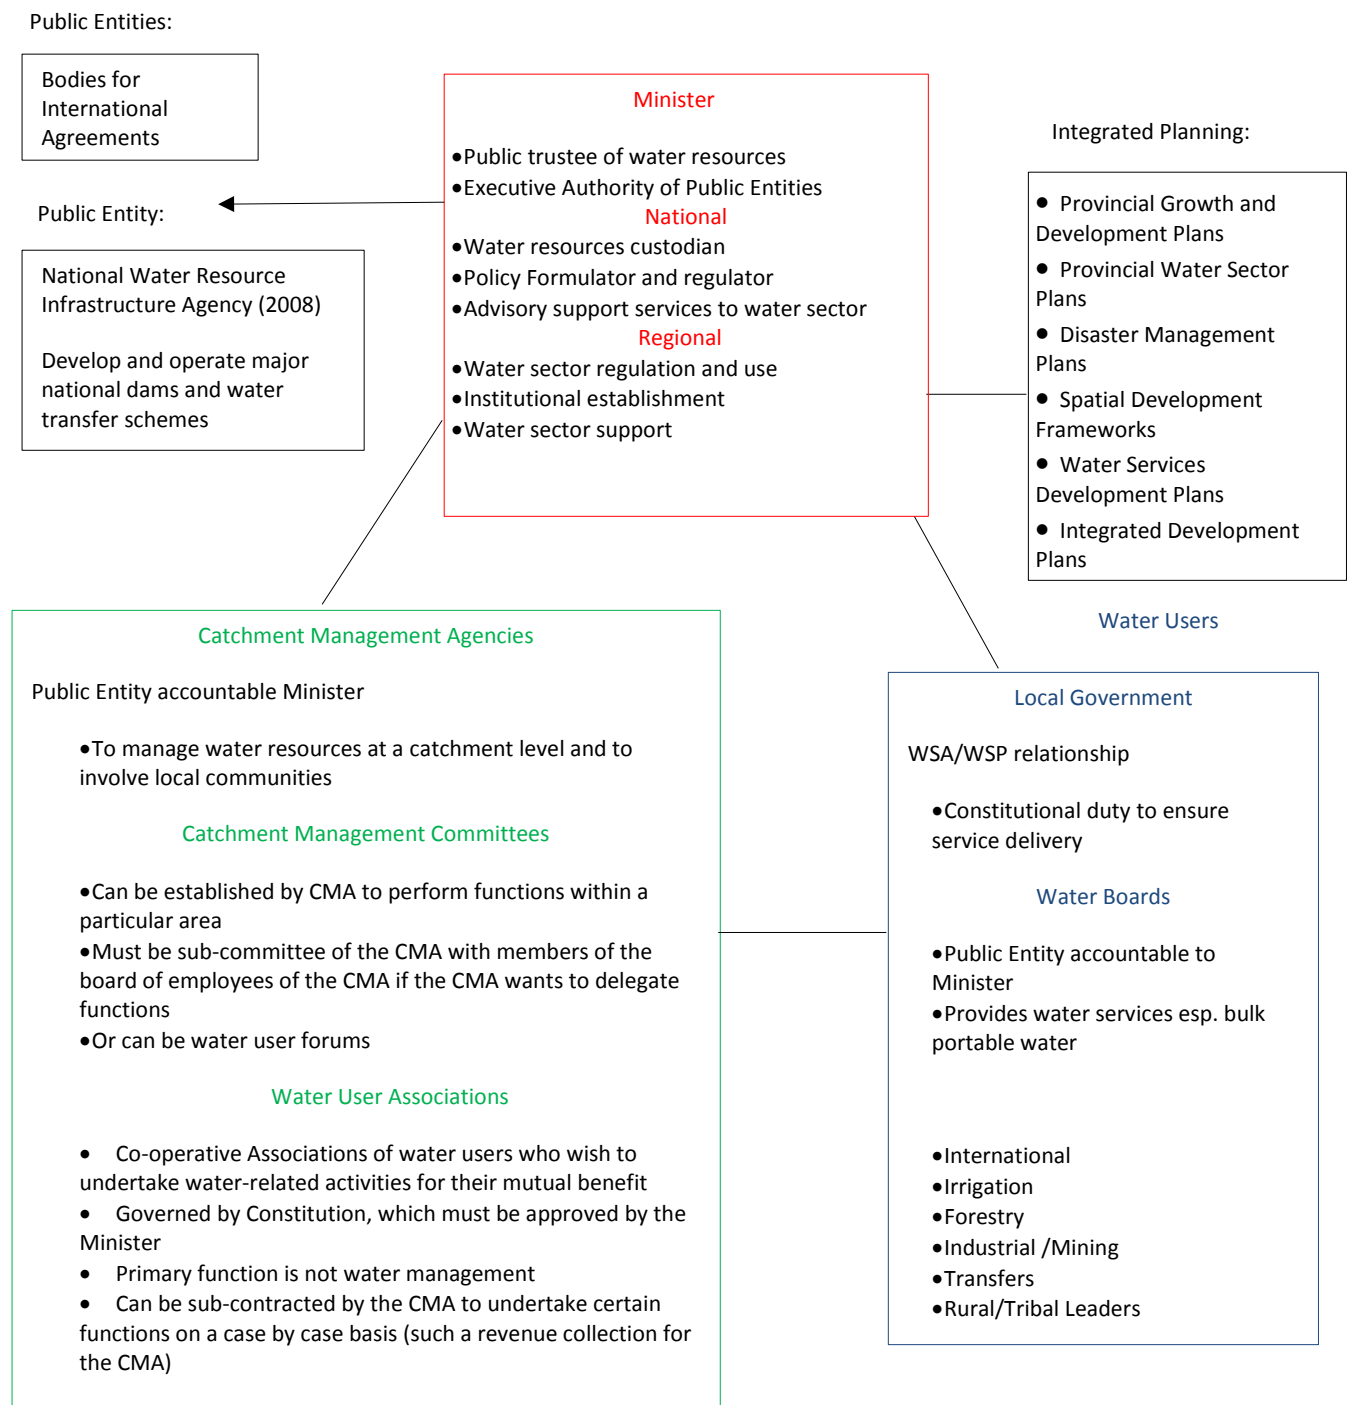 Public Entities:
Bodies for
International
Agreements
Public Entity:
National Water Resource
Infrastructure Agency (2008)
Develop and operate major
national dams and water
transfer schemes
Minister
•Public trustee of water resources
•Executive Authority of Public Entities
National
•Water resources custodian
•Policy Formulator and regulator
•Advisory support services to water sector
Regional
•Water sector regulation and use
•Institutional establishment
•Water sector support
Integrated Planning:
• Provincial Growth and
Development Plans
• Provincial Water Sector
Plans
• Disaster Management
Plans
• Spatial Development
Frameworks
• Water Services
Development Plans
• Integrated Development
Plans
Catchment Management Agencies
Public Entity accountable Minister
•To manage water resources at a catchment level and to
involve local communities
Catchment Management Committees
•Can be established by CMA to perform functions within a
particular area
•Must be sub-committee of the CMA with members of the
board of employees of the CMA if the CMA wants to delegate
functions
•Or can be water user forums
Water User Associations
• Co-operative Associations of water users who wish to
undertake water-related activities for their mutual benefit
• Governed by Constitution, which must be approved by the
Minister
• Primary function is not water management
• Can be sub-contracted by the CMA to undertake certain
functions on a case by case basis (such a revenue collection for
the CMA)
Water Users
Local Government
WSA/WSP relationship
•Constitutional duty to ensure
service delivery
Water Boards
•Public Entity accountable to
Minister
•Provides water services esp. bulk
portable water
•International
•Irrigation
•Forestry
•Industrial /Mining
•Transfers
•Rural/Tribal Leaders